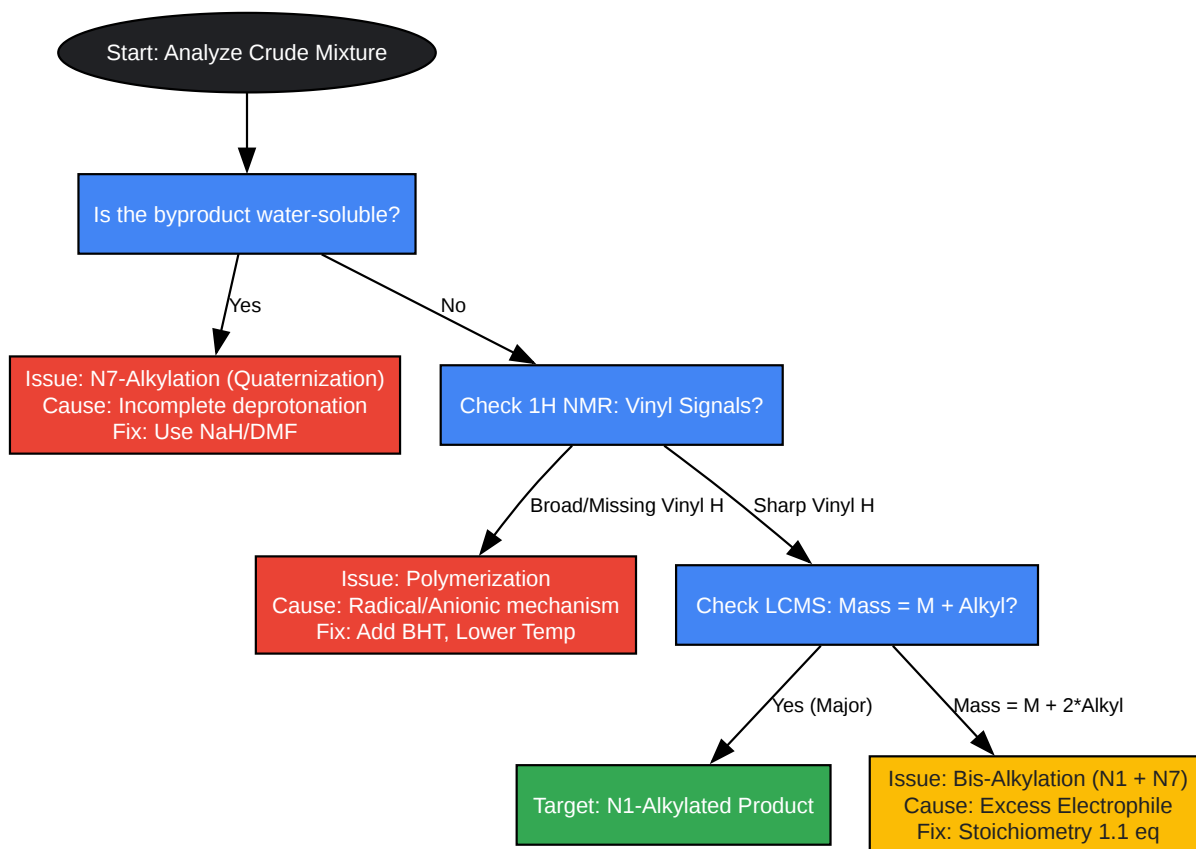 Start: Analyze Crude Mixture
Is the byproduct water-soluble?
Yes
No
Issue: N7-Alkylation (Quaternization)
Cause: Incomplete deprotonation
Fix: Use NaH/DMF
Check 1H NMR: Vinyl Signals?
Broad/Missing Vinyl H
Sharp Vinyl H
Issue: Polymerization
Cause: Radical/Anionic mechanism
Fix: Add BHT, Lower Temp
Check LCMS: Mass = M + Alkyl?
Yes (Major)
Mass = M + 2*Alkyl
Target: N1-Alkylated Product
Issue: Bis-Alkylation (N1 + N7)
Cause: Excess Electrophile
Fix: Stoichiometry 1.1 eq